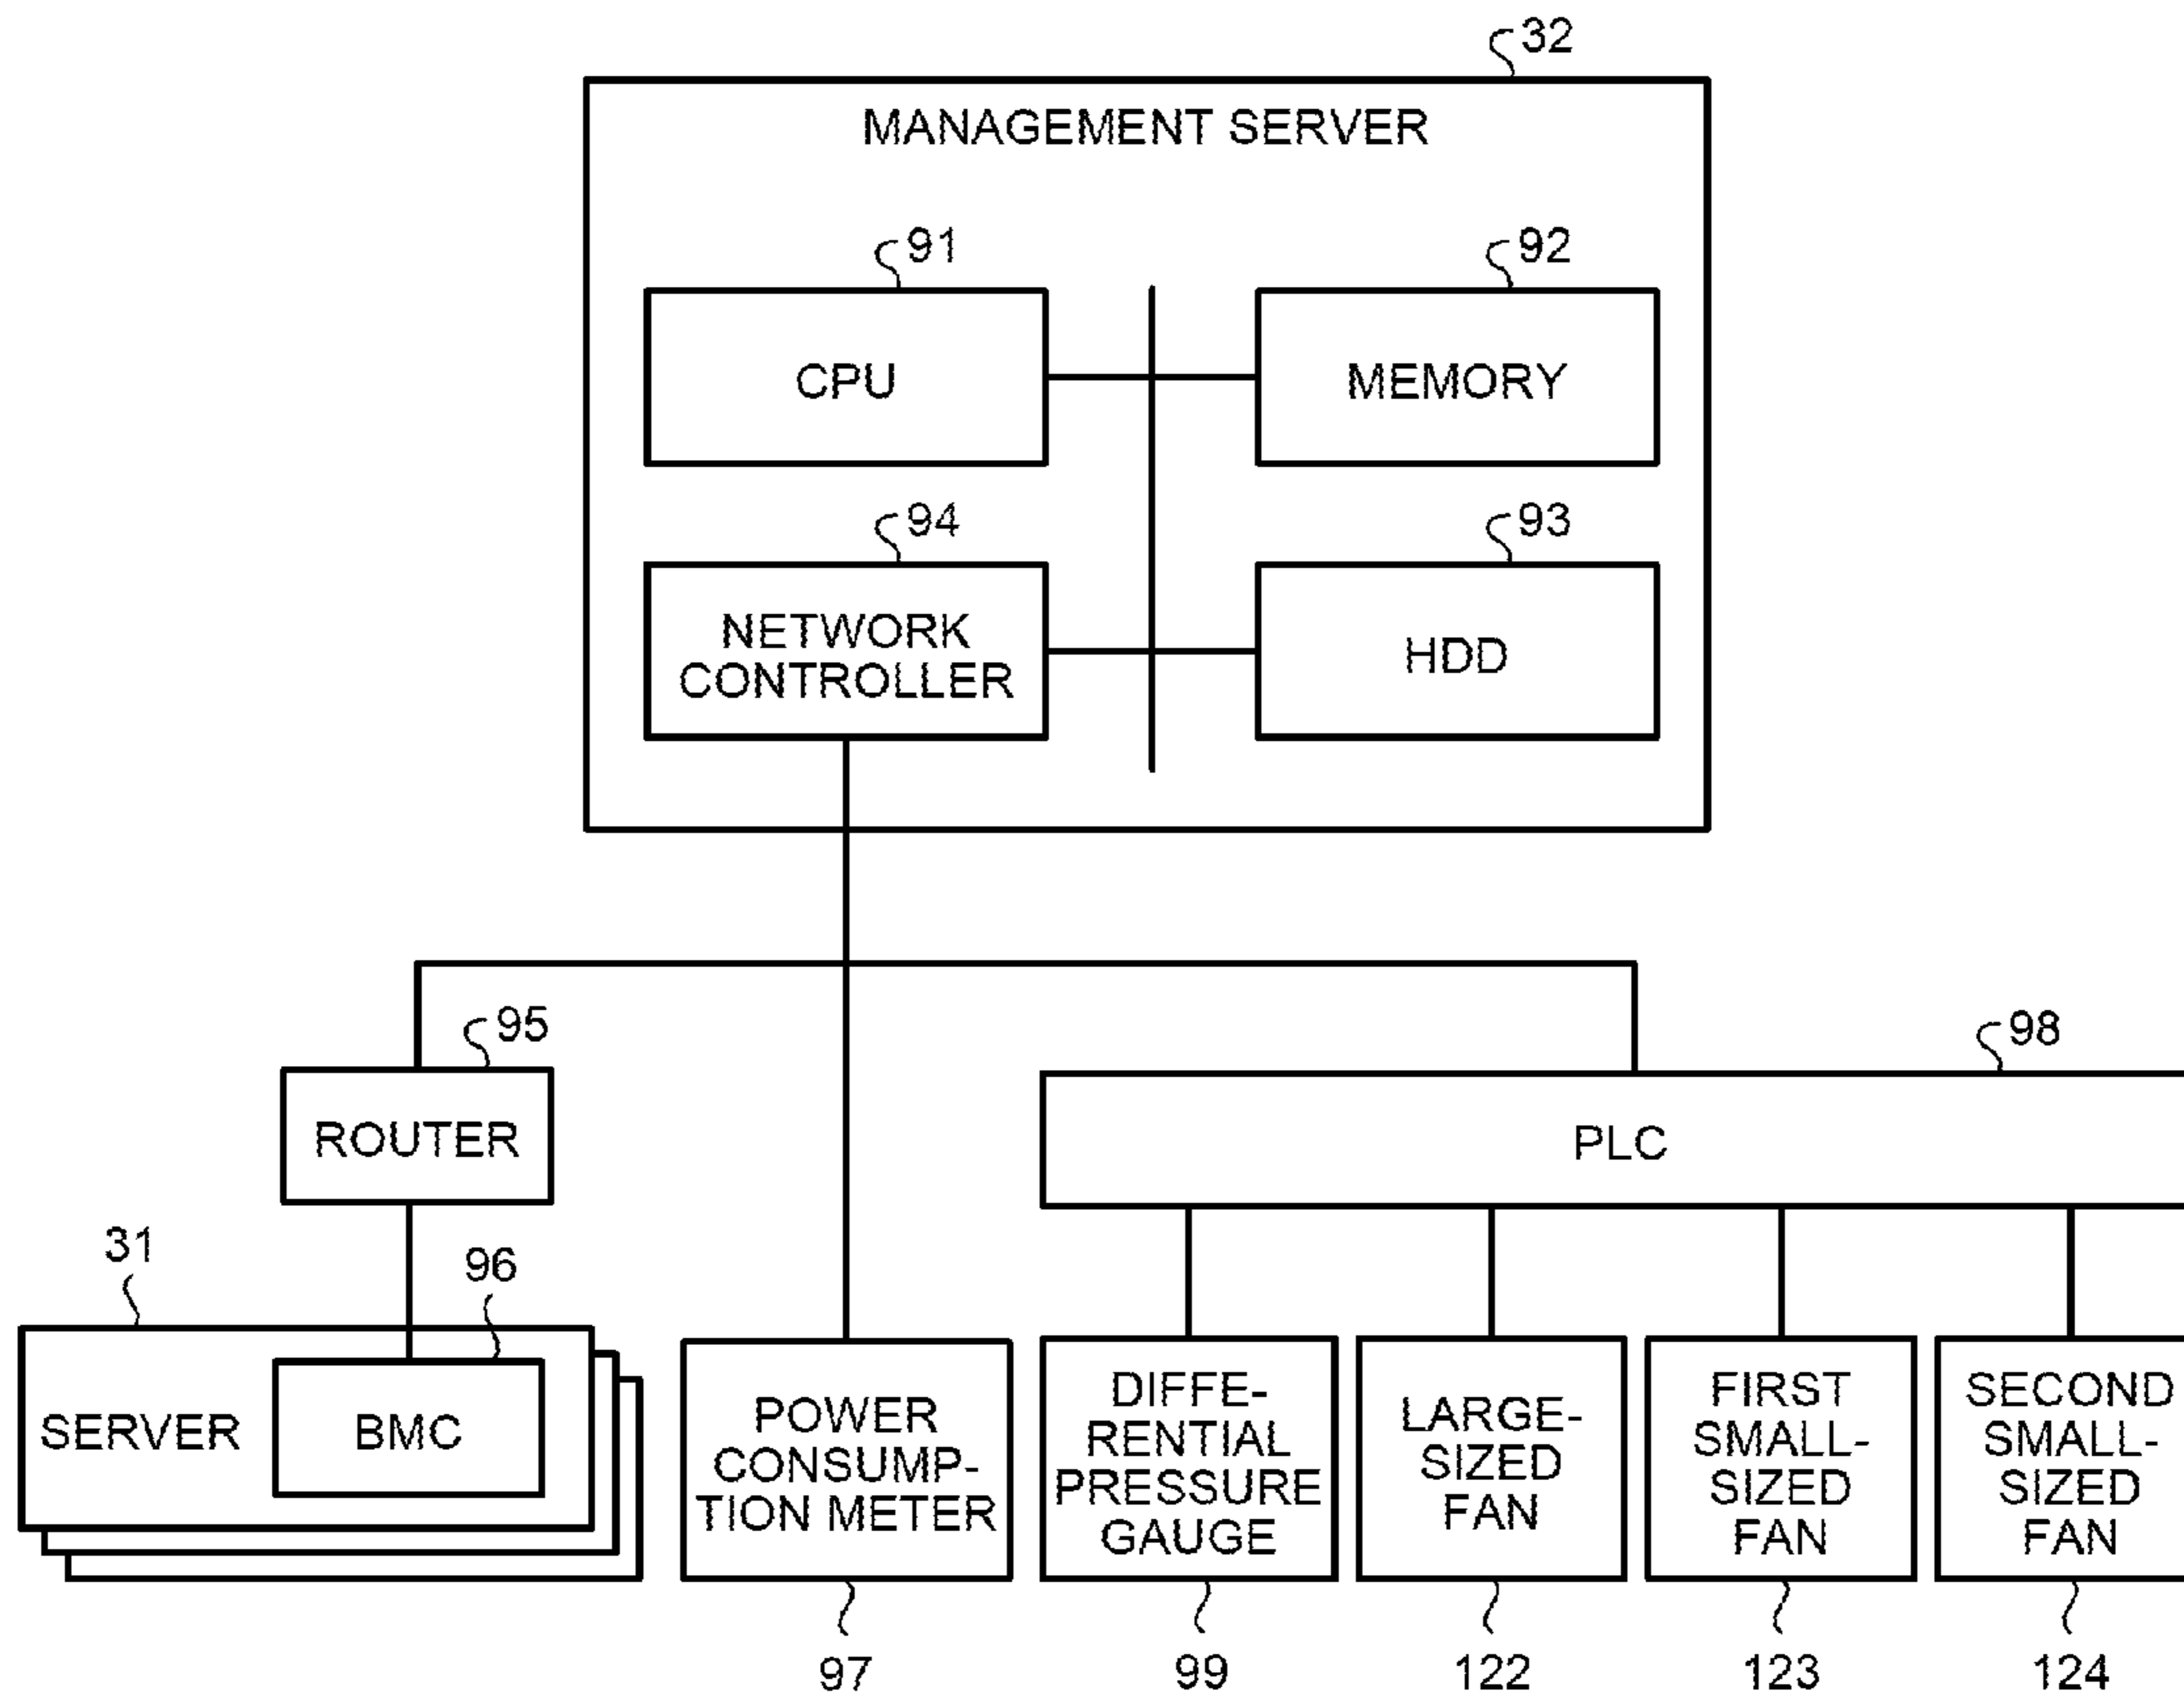 32
MANAGEMENT SERVER
91
92
CPU
MEMORY
94
93
NETWORK
CONTROLLER
HDD
95
98
ROUTER
PLC
31
96
SERVER
BMC
POWER
CONSUMP-
TION METER
DIFFE-
RENTIAL
PRESSURE
GAUGE
LARGE-
SIZED
FAN
FIRST
SMALL-
SIZED
FAN
SECOND
SMALL-
SIZED
FAN
97
99
122
123
124